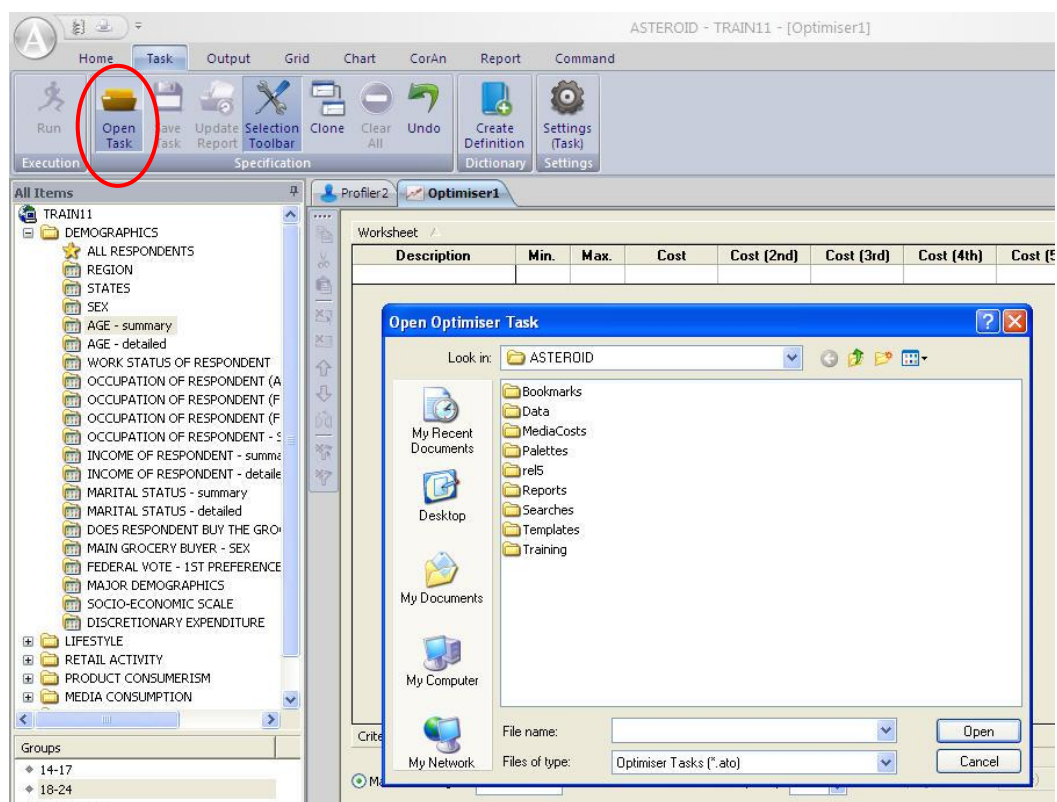 ASTEROID - TRAIN11 - [Optimiser1]
Home Task Output Grid Chart CorAn Report Command
Run
Open Task
Save Task
Update Report
Selection Toolbar
Clone
Clear All
Undo
Create Definition
Settings (Task)
Execution Specification Dictionary Settings
All Items
Profiler2 Optimiser1
TRAIN11
DEMOGRAPHICS
ALL RESPONDENTS
REGION
STATES
SEX
AGE - summary
AGE - detailed
WORK STATUS OF RESPONDENT
OCCUPATION OF RESPONDENT (A
OCCUPATION OF RESPONDENT (F
OCCUPATION OF RESPONDENT (F
OCCUPATION OF RESPONDENT - S
INCOME OF RESPONDENT - summa
INCOME OF RESPONDENT - detaile
MARITAL STATUS - summary
MARITAL STATUS - detailed
DOES RESPONDENT BUY THE GRO
MAIN GROCERY BUYER - SEX
FEDERAL VOTE - 1ST PREFERENCE
MAJOR DEMOGRAPHICS
SOCIO-ECONOMIC SCALE
DISCRETIONARY EXPENDITURE
LIFESTYLE
RETAIL ACTIVITY
PRODUCT CONSUMERISM
MEDIA CONSUMPTION
Groups
14-17
18-24
Worksheet
Description Min. Max. Cost Cost (2nd) Cost (3rd) Cost (4th) Cost (5
Open Optimiser Task
Look in: ASTEROID
My Recent Documents
Desktop
My Documents
My Computer
My Network
Bookmarks
Data
MediaCosts
Palettes
rel5
Reports
Searches
Templates
Training
File name: Open
Files of type: Optimiser Tasks (*.ato) Cancel
Crite